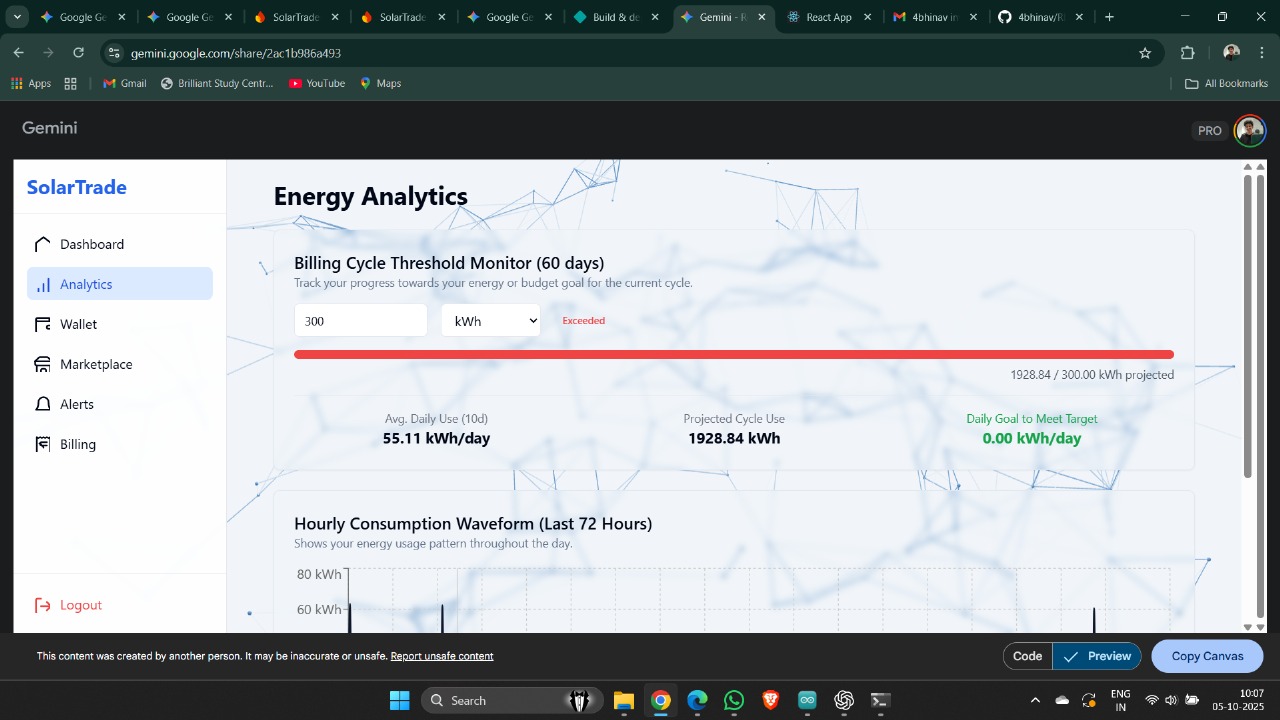 Google Ge
Google Ge
SolarTrade
SolarTrade
Google Ge
Build & de
Gemini - R
React App
4bhinav in
4bhinav/RI
gemini.google.com/share/2ac1b986a493
Apps
Gmail
Brilliant Study Centr...
YouTube
Maps
All Bookmarks
Gemini
PRO
SolarTrade
Dashboard
Analytics
Wallet
Marketplace
Alerts
Billing
Logout
Energy Analytics
Billing Cycle Threshold Monitor (60 days)
Track your progress towards your energy or budget goal for the current cycle.
300
kWh
Exceeded
1928.84 / 300.00 kWh projected
Avg. Daily Use (10d)
55.11 kWh/day
Projected Cycle Use
1928.84 kWh
Daily Goal to Meet Target
0.00 kWh/day
Hourly Consumption Waveform (Last 72 Hours)
Shows your energy usage pattern throughout the day.
80 kWh
60 kWh
This content was created by another person. It may be inaccurate or unsafe. Report unsafe content
Code
Preview
Copy Canvas
Search
ENG
IN
10:07
05-10-2025